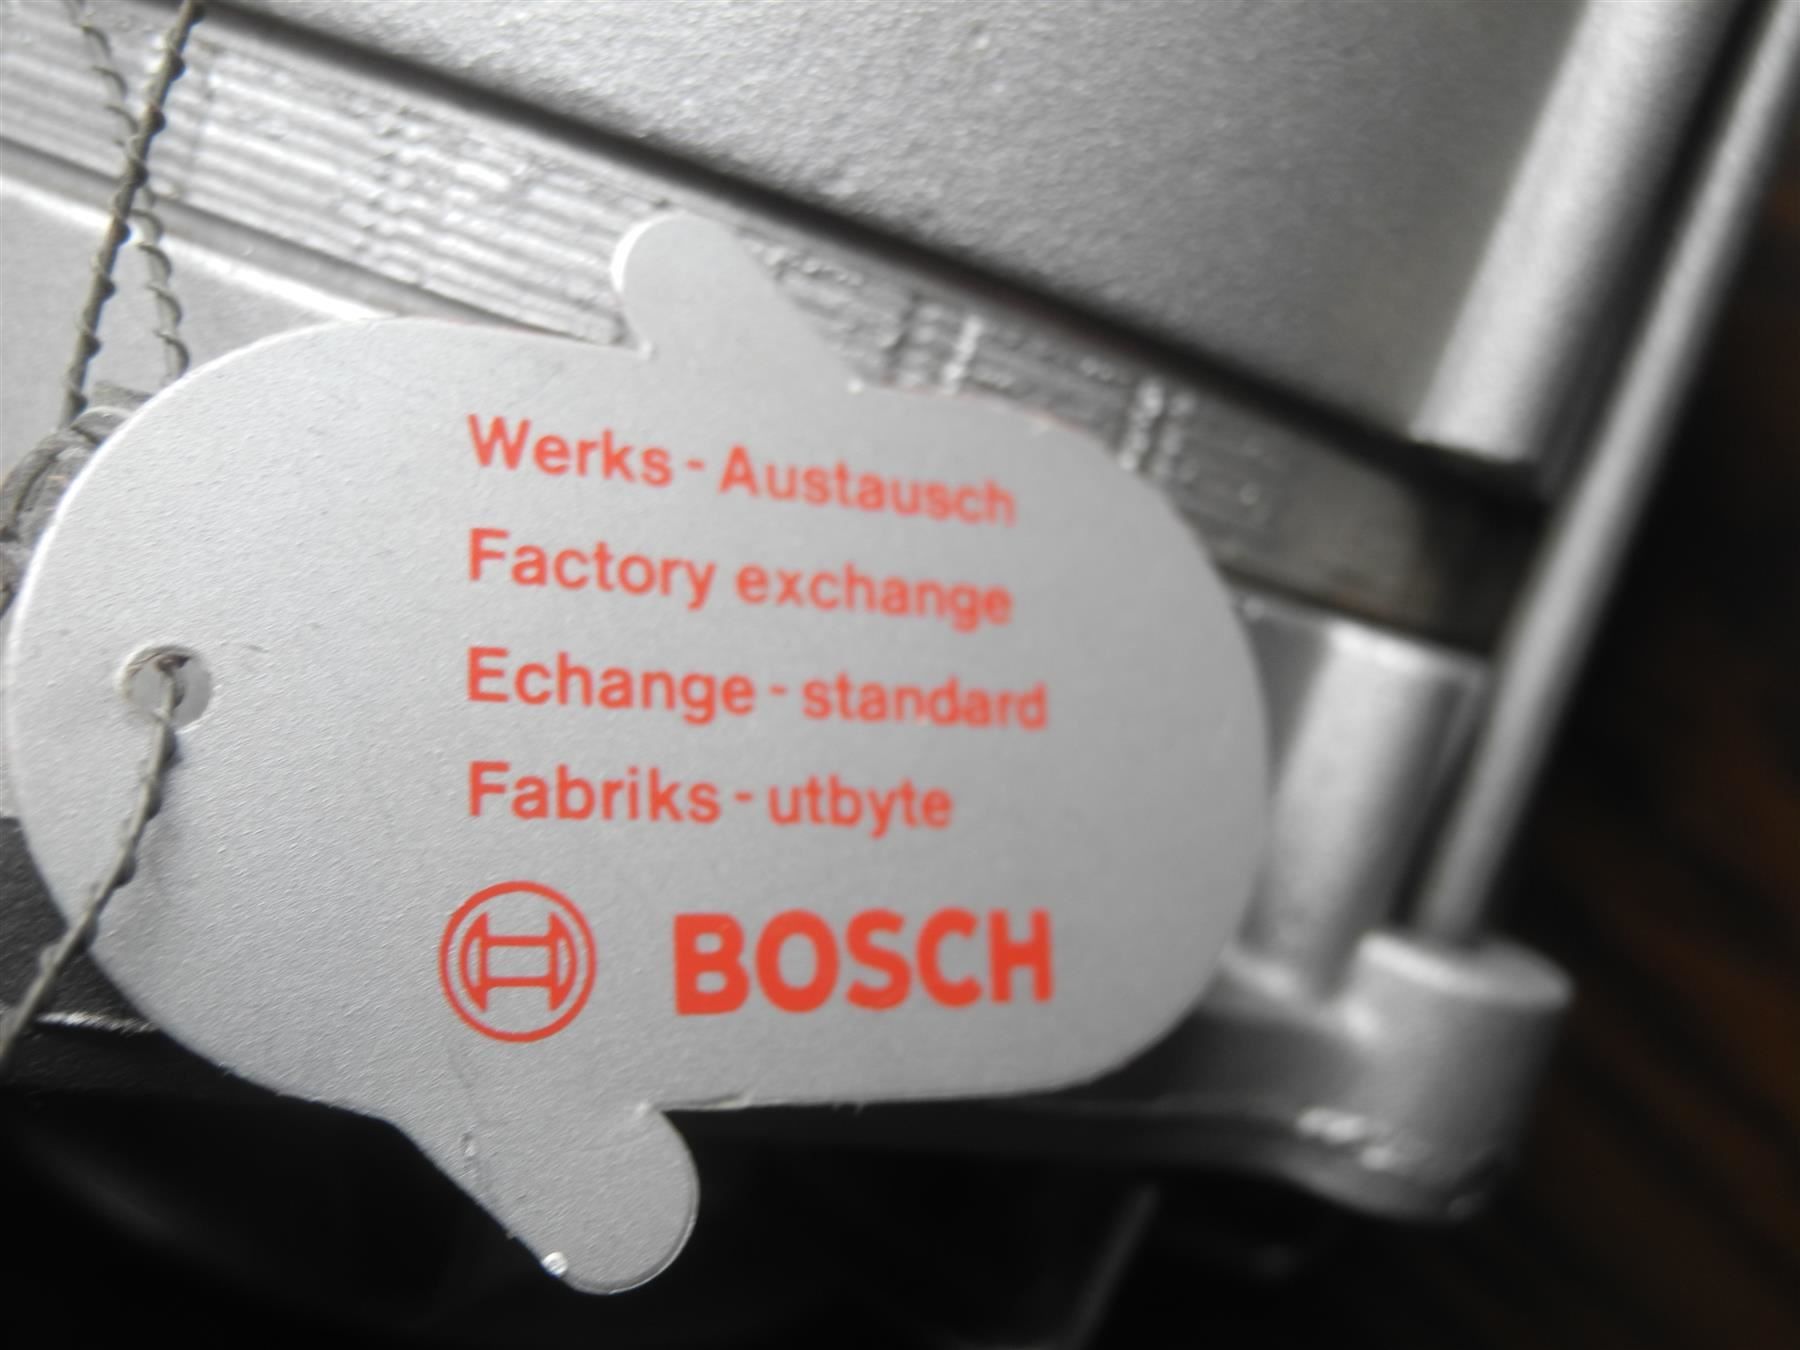 Werks - Austausch
Factory exchange
Echange - standard
Fabriks - utbyte
BOSCH